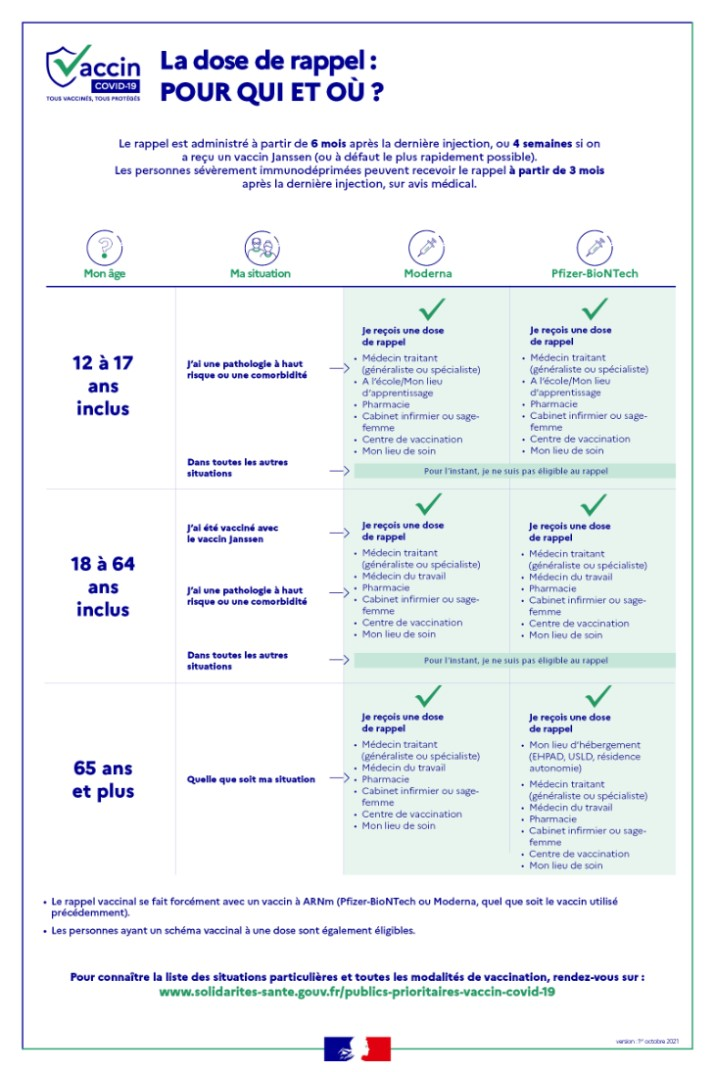 Vaccin
COVID-19
TOUS VACCINÉS, TOUS PROTÉGÉS
La dose de rappel :
POUR QUI ET OÙ ?
Le rappel est administré à partir de 6 mois après la dernière injection, ou 4 semaines si on
a reçu un vaccin Janssen (ou à défaut le plus rapidement possible).
Les personnes sévèrement immunodéprimées peuvent recevoir le rappel à partir de 3 mois
après la dernière injection, sur avis médical.
Mon âge
Ma situation
Moderna
Pfizer-BioNTech
12 à 17
ans
inclus
J'ai une pathologie à haut
risque ou une comorbidité
Je reçois une dose
de rappel
• Médecin traitant
(généraliste ou spécialiste)
• A l'école/Mon lieu
d'apprentissage
• Pharmacie
• Cabinet infirmier ou sage-
femme
• Centre de vaccination
• Mon lieu de soin
Je reçois une dose
de rappel
• Médecin traitant
(généraliste ou spécialiste)
• A l'école/Mon lieu
d'apprentissage
• Pharmacie
• Cabinet infirmier ou sage-
femme
• Centre de vaccination
• Mon lieu de soin
Dans toutes les autres
situations
Pour l'instant, je ne suis pas éligible au rappel
18 à 64
ans
inclus
J'ai été vacciné avec
le vaccin Janssen
J'ai une pathologie à haut
risque ou une comorbidité
Je reçois une dose
de rappel
• Médecin traitant
(généraliste ou spécialiste)
• Médecin du travail
• Pharmacie
• Cabinet infirmier ou sage-
femme
• Centre de vaccination
• Mon lieu de soin
Je reçois une dose
de rappel
• Médecin traitant
(généraliste ou spécialiste)
• Médecin du travail
• Pharmacie
• Cabinet infirmier ou sage-
femme
• Centre de vaccination
• Mon lieu de soin
Dans toutes les autres
situations
Pour l'instant, je ne suis pas éligible au rappel
65 ans
et plus
Quelle que soit ma situation
Je reçois une dose
de rappel
• Médecin traitant
(généraliste ou spécialiste)
• Médecin du travail
• Pharmacie
• Cabinet infirmier ou sage-
femme
• Centre de vaccination
• Mon lieu de soin
Je reçois une dose
de rappel
• Mon lieu d'hébergement
(EHPAD, USLD, résidence
autonomie)
• Médecin traitant
(généraliste ou spécialiste)
• Médecin du travail
• Pharmacie
• Cabinet infirmier ou sage-
femme
• Centre de vaccination
• Mon lieu de soin
• Le rappel vaccinal se fait forcément avec un vaccin à ARNm (Pfizer-BioNTech ou Moderna, quel que soit le vaccin utilisé
précédemment).
• Les personnes ayant un schéma vaccinal à une dose sont également éligibles.
Pour connaître la liste des situations particulières et toutes les modalités de vaccination, rendez-vous sur :
www.solidarites-sante.gouv.fr/publics-prioritaires-vaccin-covid-19
version : 1er octobre 2021